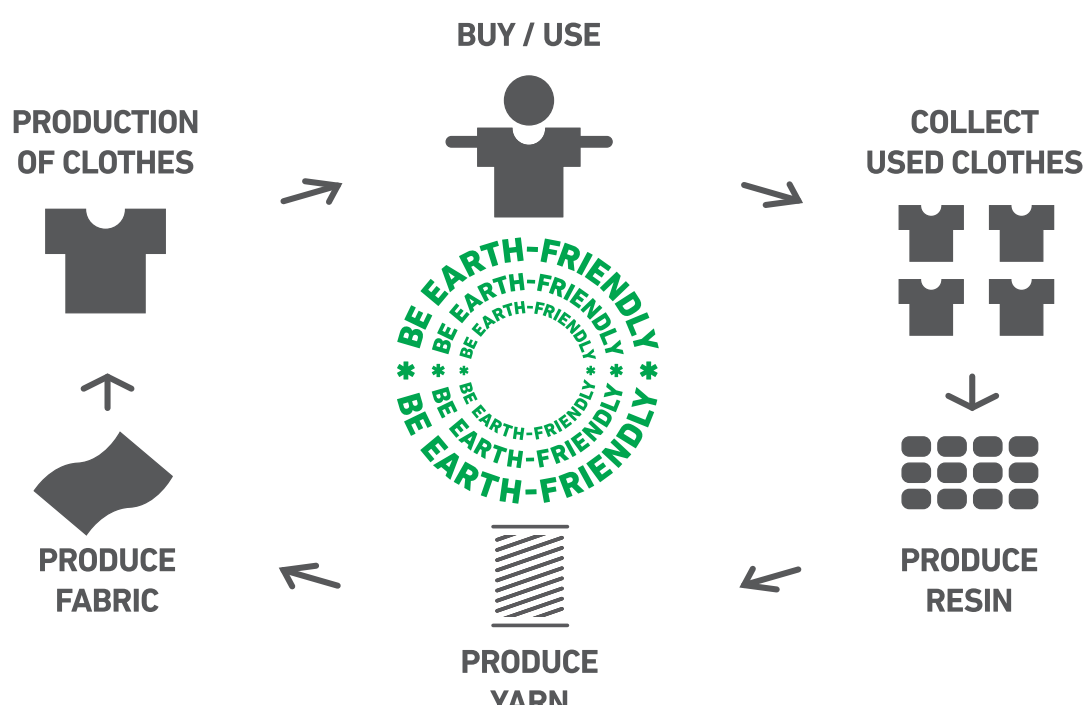 BUY / USE
PRODUCTION
OF CLOTHES
COLLECT
USED CLOTHES
* BE EARTH-FRIENDLY *
* BE EARTH-FRIENDLY *
* BE EARTH-FRIENDLY *
BE EARTH-FRIENDLY
BE EARTH-FRIENDLY
BE EARTH-FRIENDLY
PRODUCE
FABRIC
PRODUCE
RESIN
PRODUCE
YARN